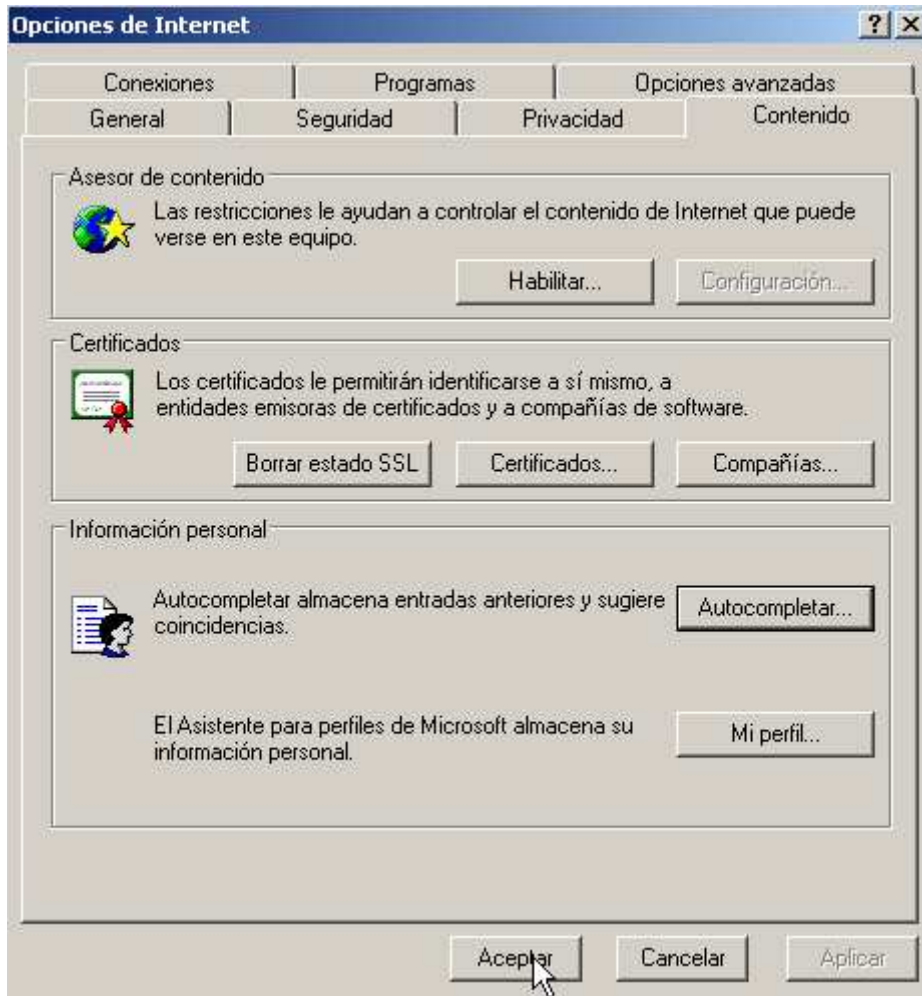 Opciones de Internet
Conexiones
Programas
Opciones avanzadas
General
Seguridad
Privacidad
Contenido
Asesor de contenido
Las restricciones le ayudan a controlar el contenido de Internet que puede
verse en este equipo.
Habilitar...
Configuración...
Certificados
Los certificados le permitirán identificarse a sí mismo, a
entidades emisoras de certificados y a compañías de software.
Borrar estado SSL
Certificados...
Compañías...
Información personal
Autocompletar almacena entradas anteriores y sugiere
coincidencias.
Autocompletar...
El Asistente para perfiles de Microsoft almacena su
información personal.
Mi perfil...
Aceptar
Cancelar
Aplicar